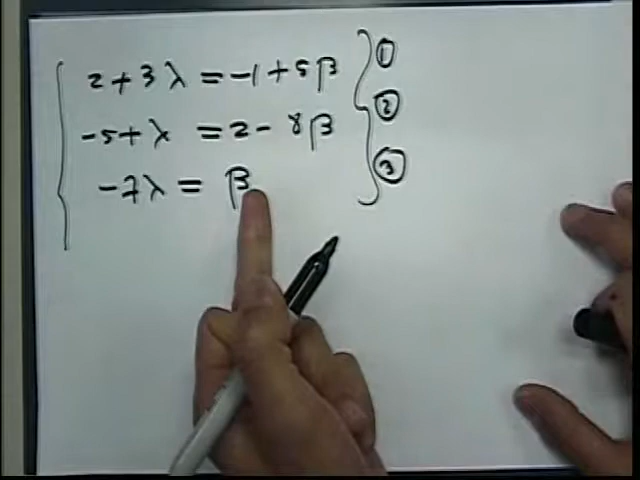 2 + 3λ = -1 + 5β ①
-5 + λ = 2 - 8β ②
-7λ = β ③